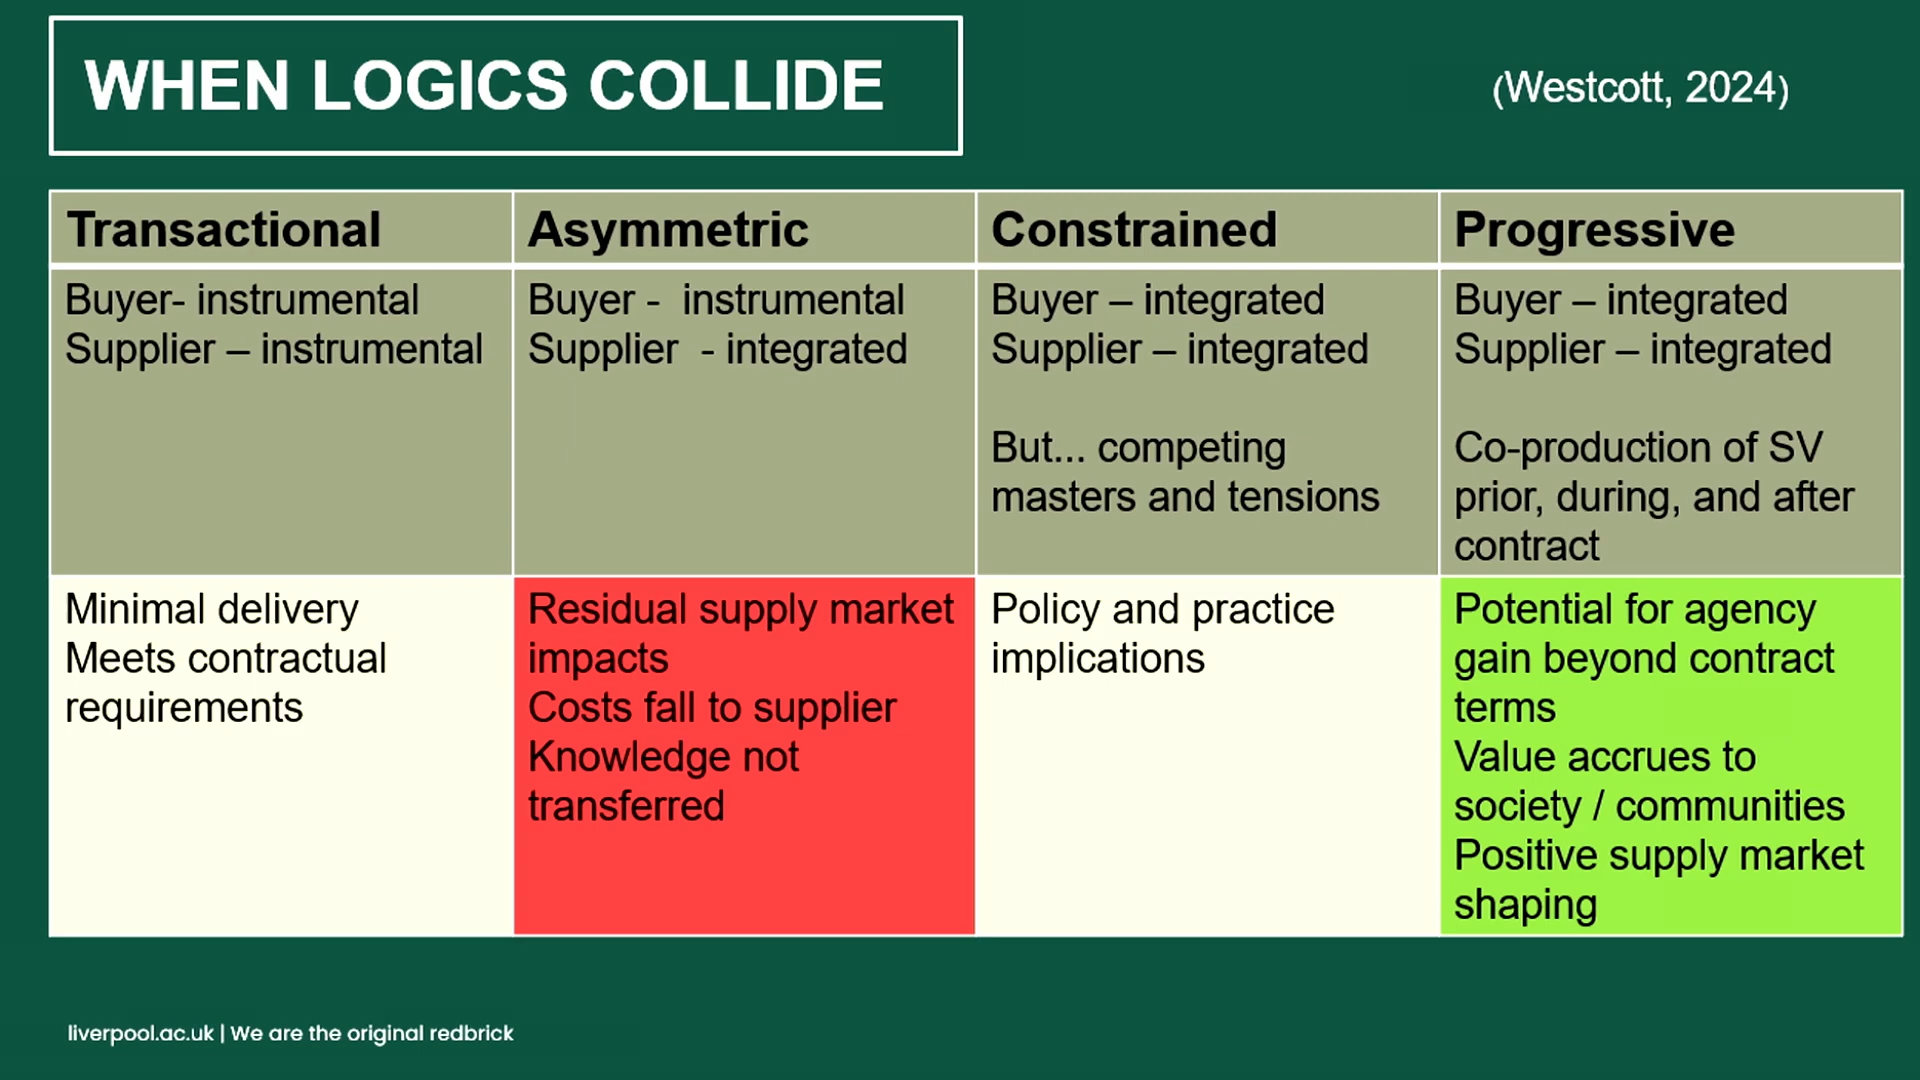 WHEN LOGICS COLLIDE
(Westcott, 2024)
Transactional
Asymmetric
Constrained
Progressive
Buyer- instrumental
Supplier – instrumental
Buyer -  instrumental
Supplier  - integrated
Buyer – integrated
Supplier – integrated
But... competing
masters and tensions
Buyer – integrated
Supplier – integrated
Co-production of SV
prior, during, and after
contract
Minimal delivery
Meets contractual
requirements
Residual supply market
impacts
Costs fall to supplier
Knowledge not
transferred
Policy and practice
implications
Potential for agency
gain beyond contract
terms
Value accrues to
society / communities
Positive supply market
shaping
liverpool.ac.uk | We are the original redbrick